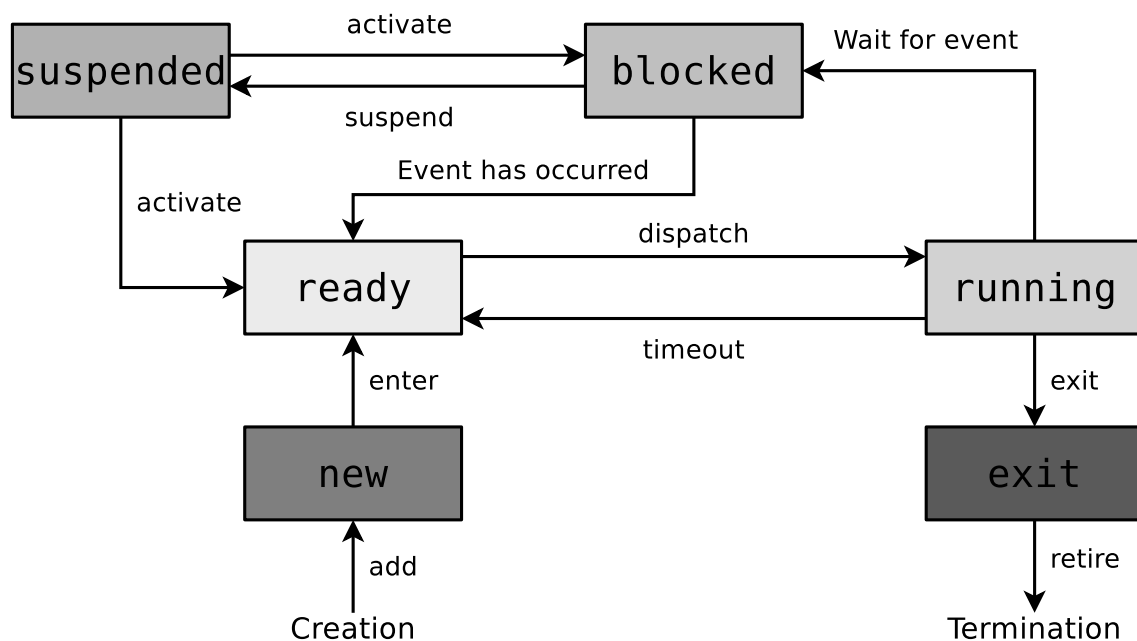 activate
Wait for event
suspended
blocked
suspend
Event has occurred
activate
dispatch
ready
running
timeout
enter
exit
new
exit
add
retire
Creation
Termination